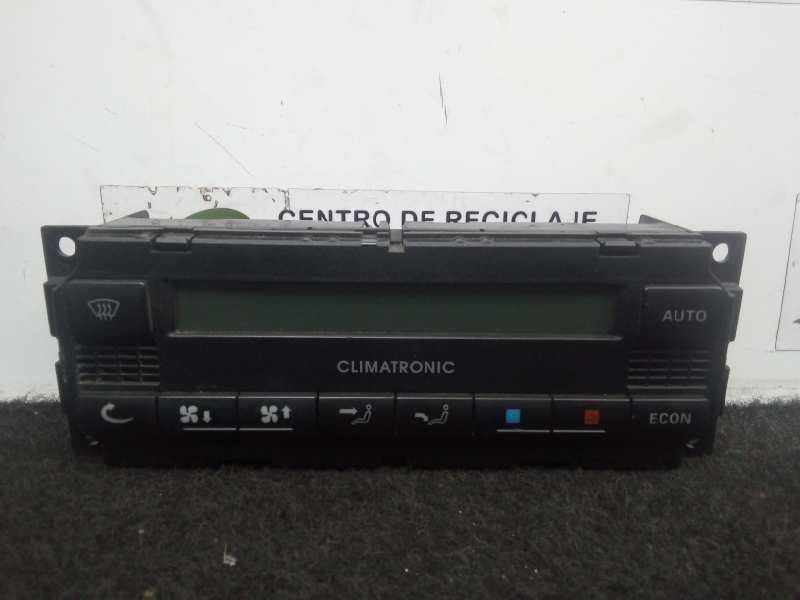 CENTRO DE RECICLAJE
AUTO
CLIMATRONIC
ECON